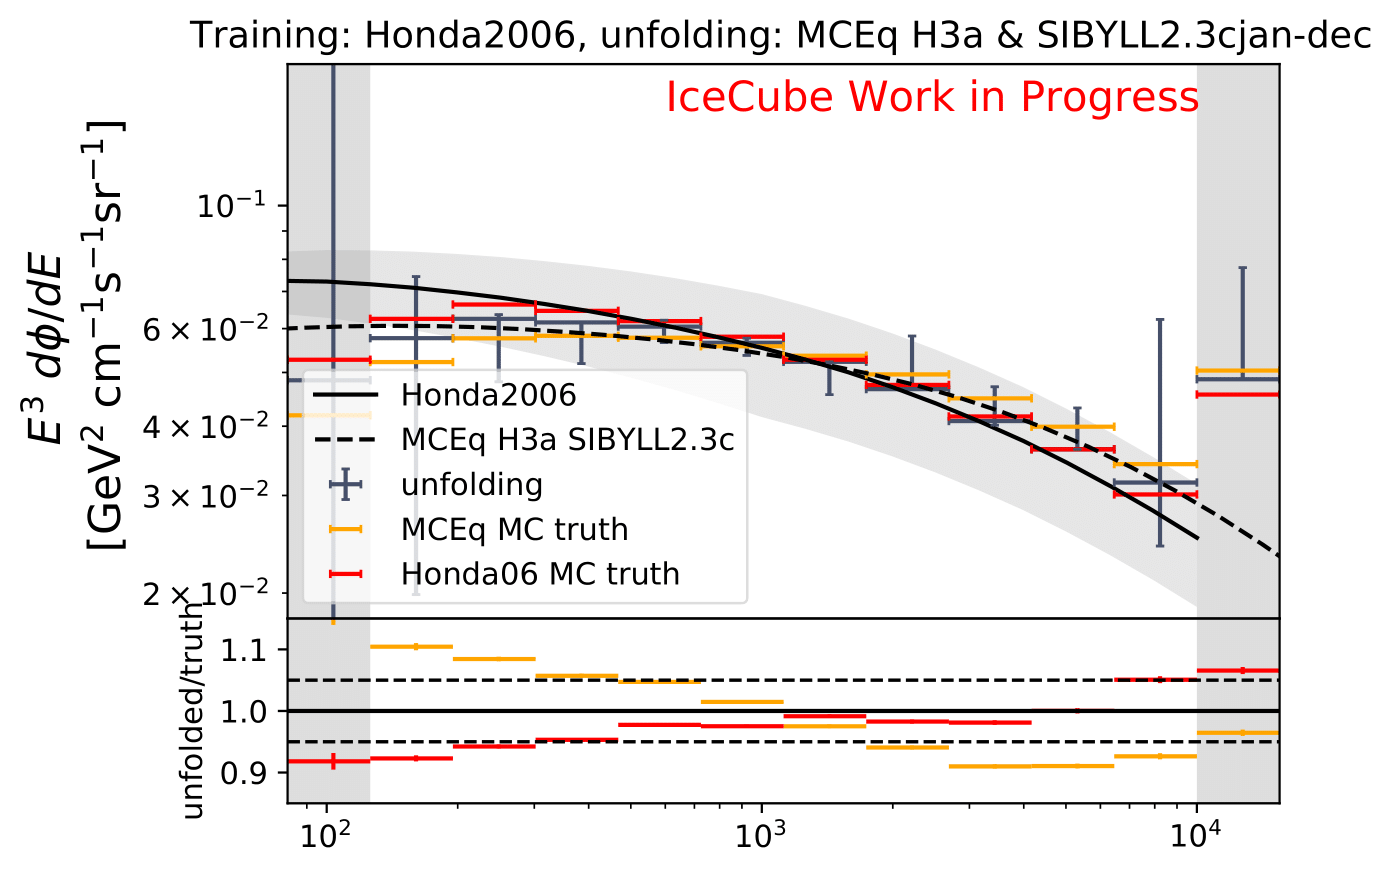 Training: Honda2006, unfolding: MCEq H3a & SIBYLL2.3cjan-dec
IceCube Work in Progress
E³ dϕ/dE
[GeV² cm⁻¹s⁻¹sr⁻¹]
10⁻¹
6 × 10⁻²
4 × 10⁻²
3 × 10⁻²
2 × 10⁻²
Honda2006
MCEq H3a SIBYLL2.3c
unfolding
MCEq MC truth
Honda06 MC truth
unfolded/truth
1.1
1.0
0.9
10²
10³
10⁴